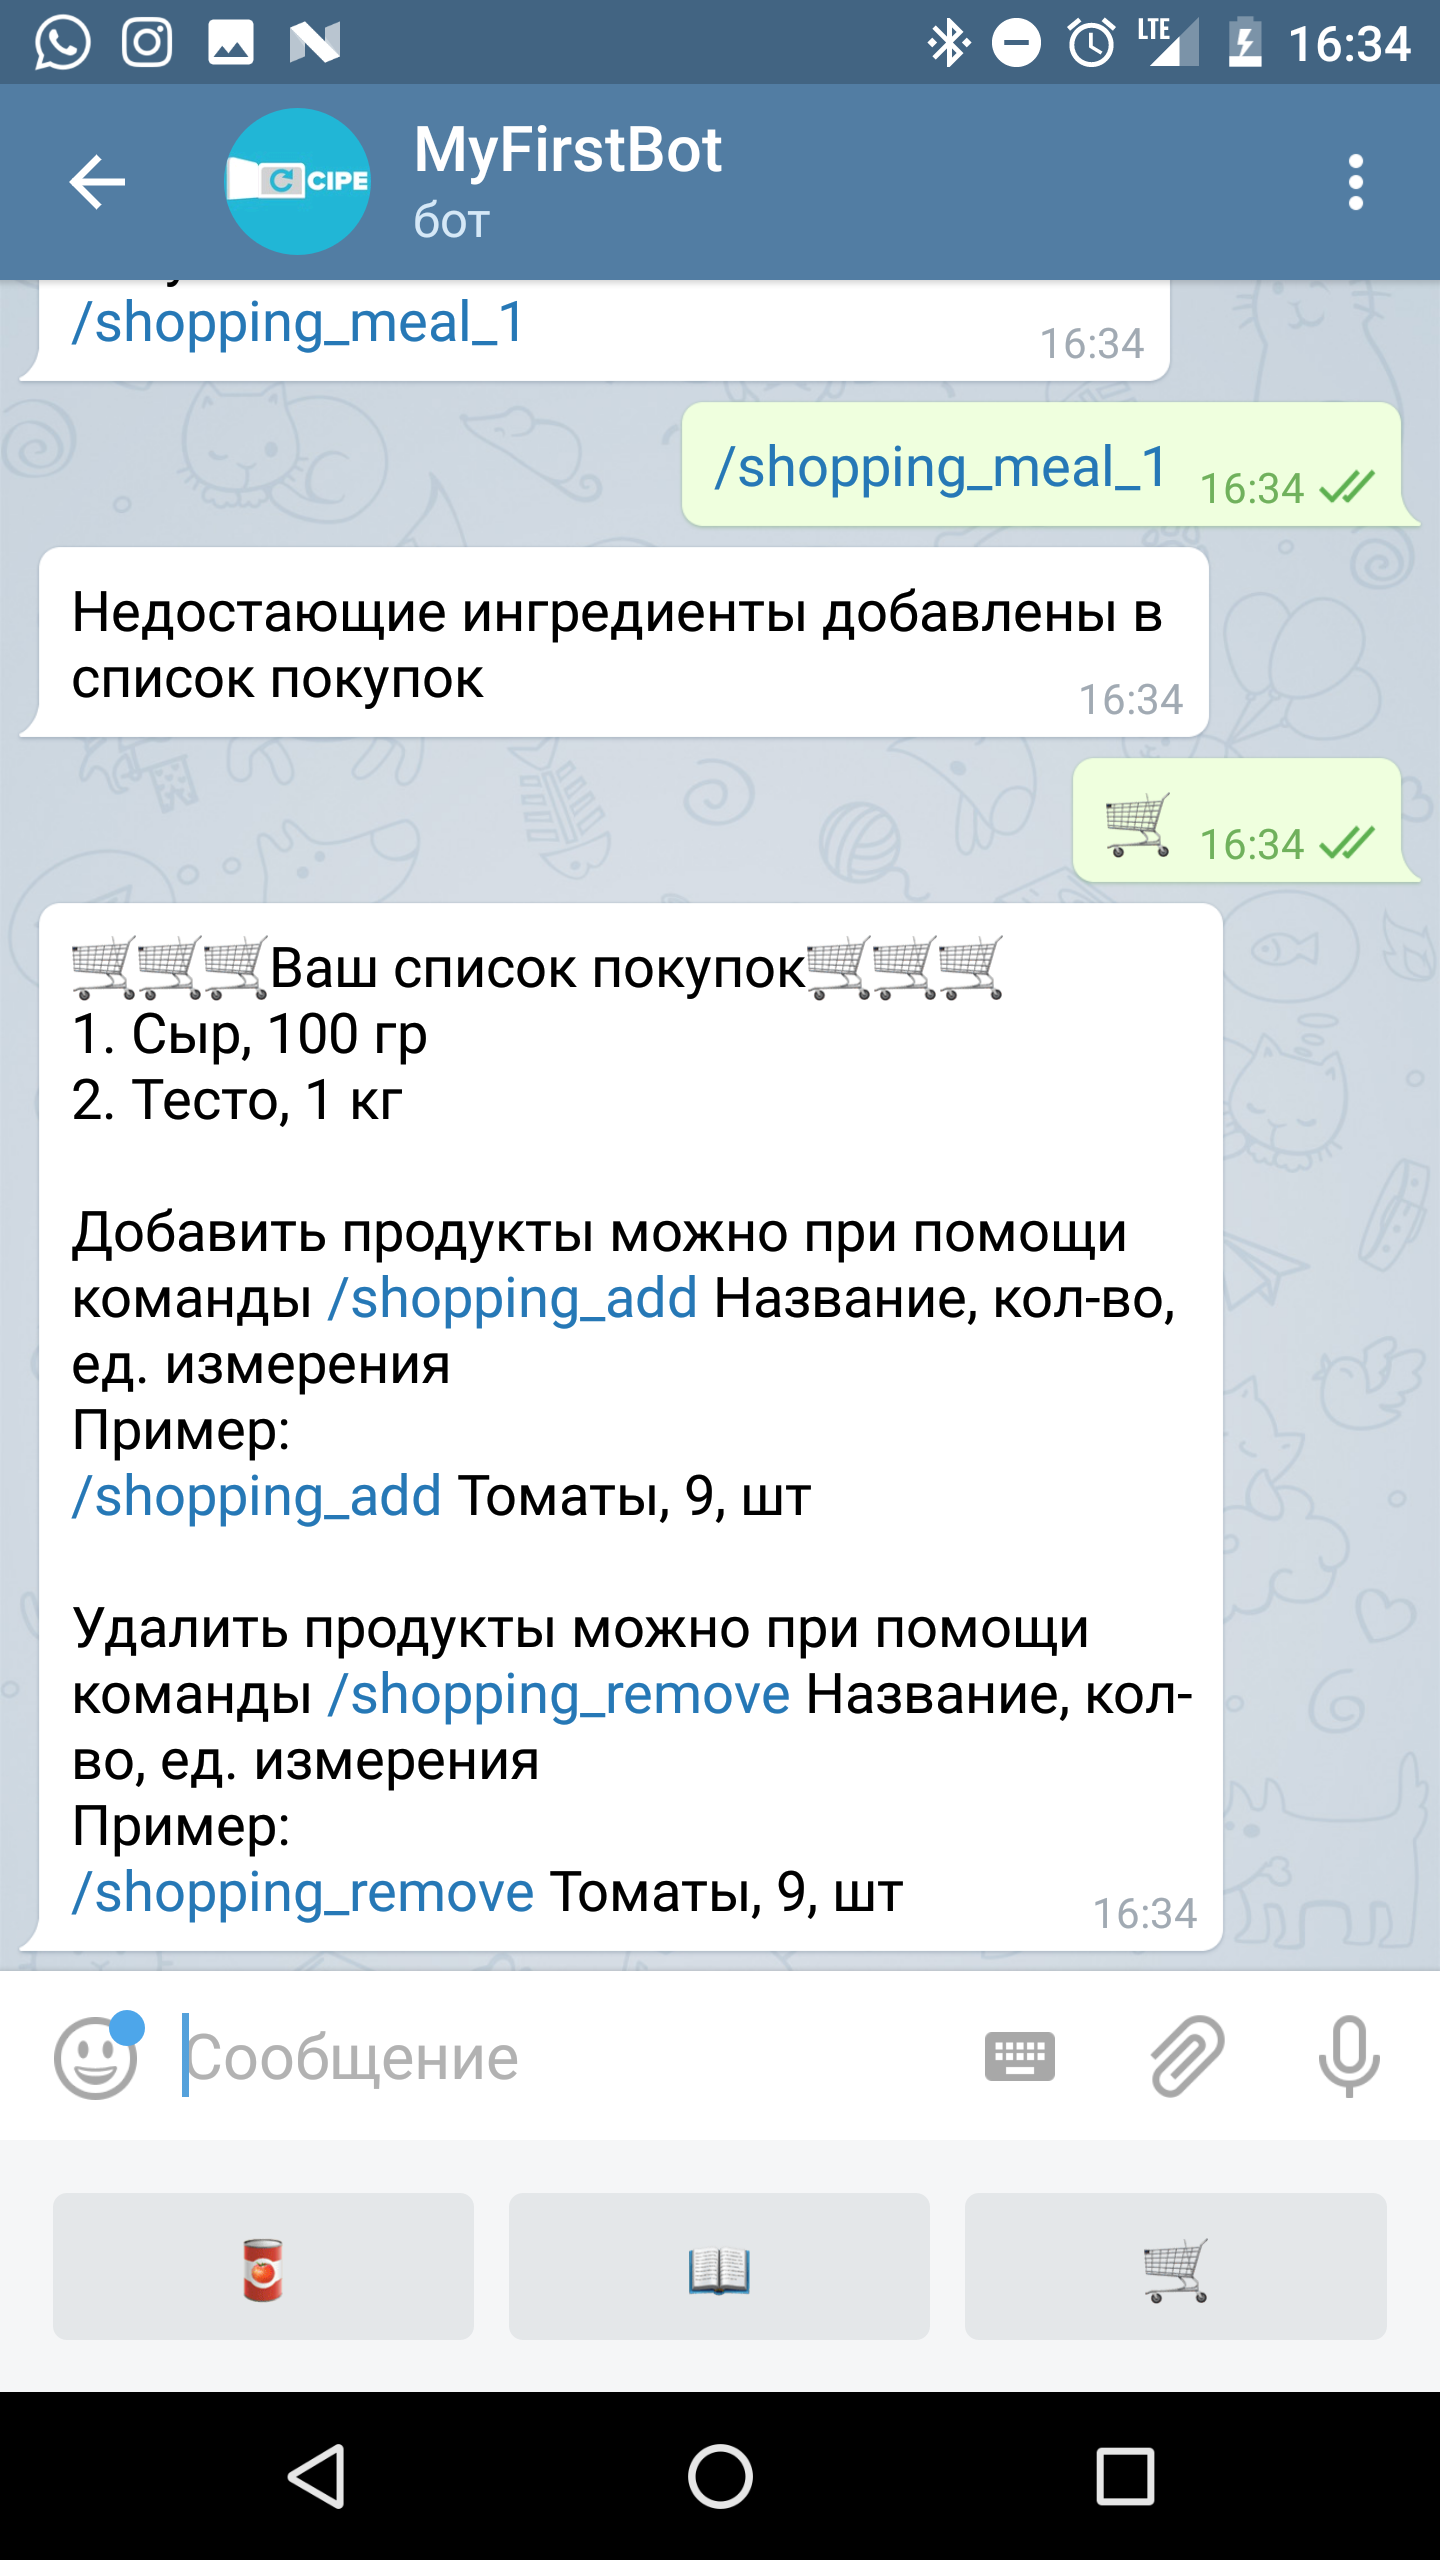 LTE 16:34
CIPE
MyFirstBot
бот
/shopping_meal_1
16:34
/shopping_meal_1 16:34
Недостающие ингредиенты добавлены в
список покупок
16:34
🛒 16:34
🛒🛒🛒Ваш список покупок🛒🛒🛒
1. Сыр, 100 гр
2. Тесто, 1 кг
Добавить продукты можно при помощи
команды /shopping_add Название, кол-во,
ед. измерения
Пример:
/shopping_add Томаты, 9, шт
Удалить продукты можно при помощи
команды /shopping_remove Название, кол-
во, ед. измерения
Пример:
/shopping_remove Томаты, 9, шт
16:34
Сообщение